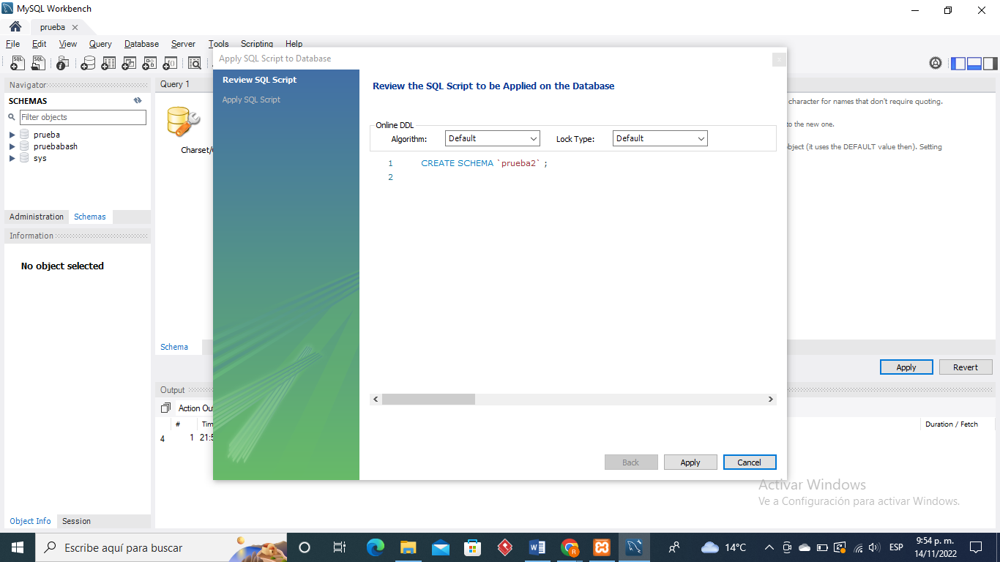 MySQL Workbench
prueba
File Edit View Query Database Server Tools Scripting Help
Navigator
SCHEMAS
Filter objects
prueba
pruebabash
sys
Administration Schemas
Information
No object selected
Object Info Session
Query 1
Charset/
character for names that don't require quoting.
to the new one.
bject (it uses the DEFAULT value then). Setting
Schema
Apply Revert
Output
Action Ou
# Tim
4 1 21:5
Duration / Fetch
Apply SQL Script to Database
Review SQL Script
Apply SQL Script
Review the SQL Script to be Applied on the Database
Online DDL
Algorithm: Default Lock Type: Default
1 CREATE SCHEMA `prueba2` ;
2
Back Apply Cancel
Activar Windows
Ve a Configuración para activar Windows.
Escribe aquí para buscar
14°C
ESP
9:54 p. m.
14/11/2022